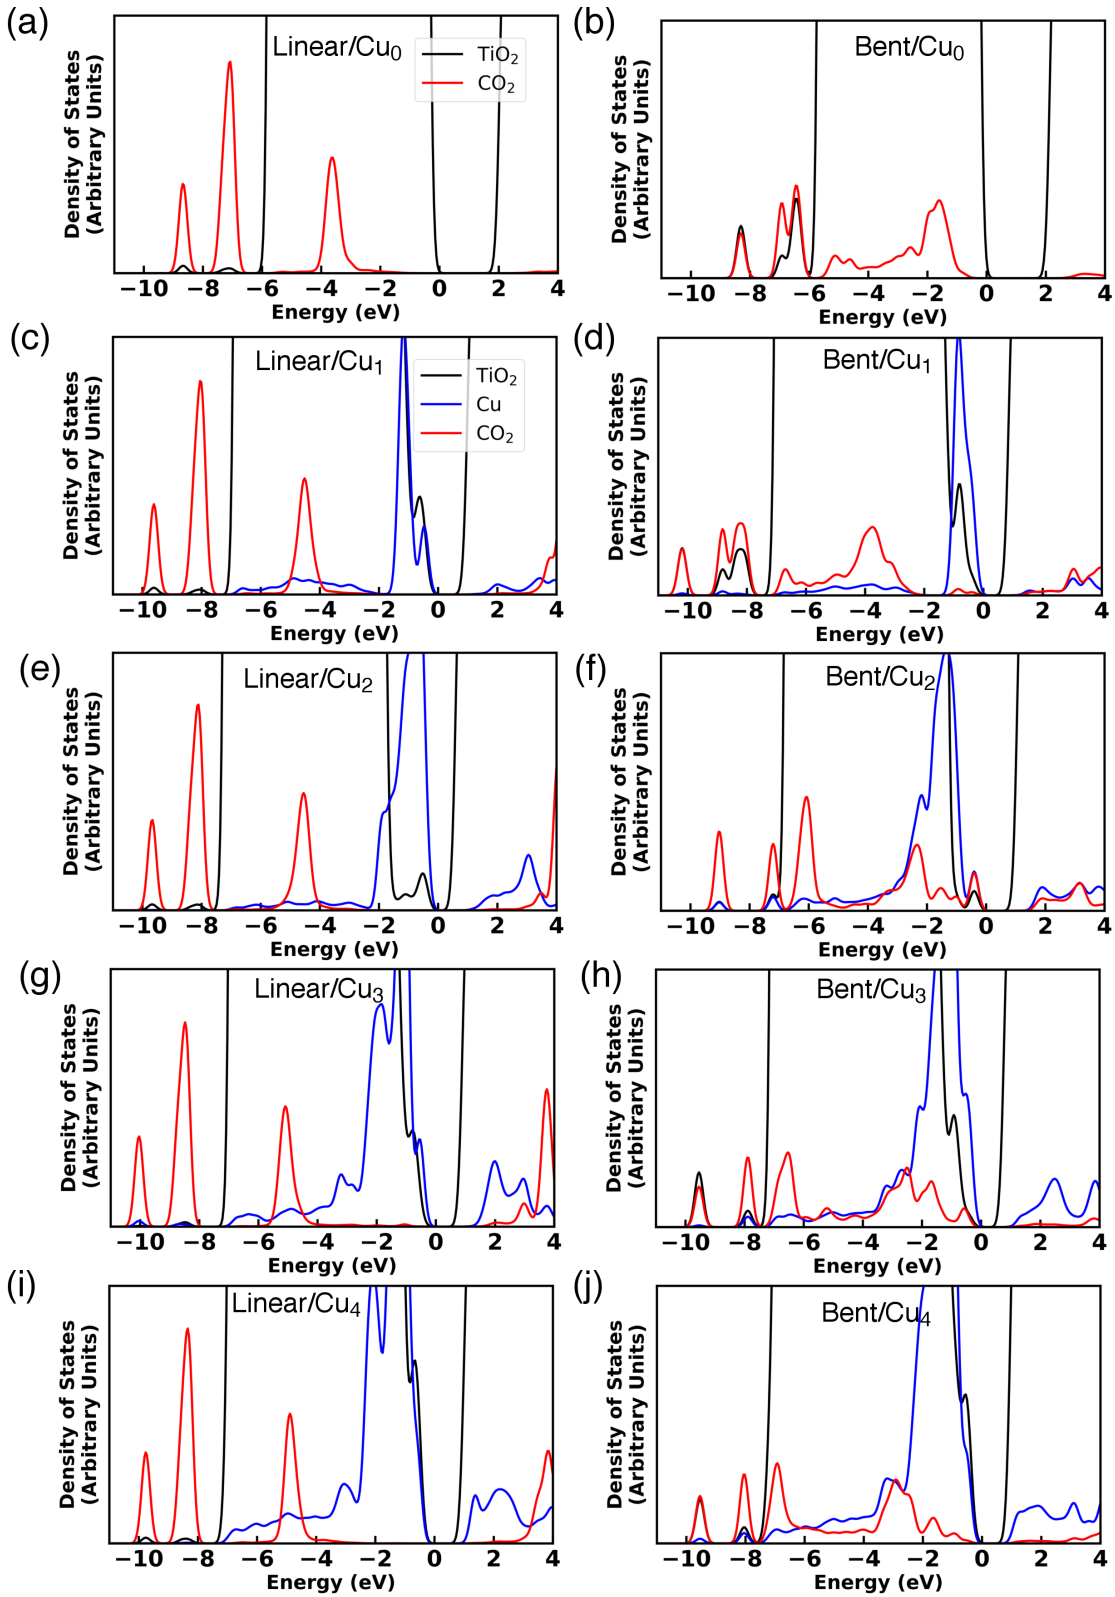 (a)
Density of States
(Arbitrary Units)
Linear/Cu₀
TiO₂
CO₂
−10 −8 −6 −4 −2 0 2 4
Energy (eV)
(b)
Density of States
(Arbitrary Units)
Bent/Cu₀
−10 −8 −6 −4 −2 0 2 4
Energy (eV)
(c)
Density of States
(Arbitrary Units)
Linear/Cu₁
TiO₂
Cu
CO₂
−10 −8 −6 −4 −2 0 2 4
Energy (eV)
(d)
Density of States
(Arbitrary Units)
Bent/Cu₁
−10 −8 −6 −4 −2 0 2 4
Energy (eV)
(e)
Density of States
(Arbitrary Units)
Linear/Cu₂
−10 −8 −6 −4 −2 0 2 4
Energy (eV)
(f)
Density of States
(Arbitrary Units)
Bent/Cu₂
−10 −8 −6 −4 −2 0 2 4
Energy (eV)
(g)
Density of States
(Arbitrary Units)
Linear/Cu₃
−10 −8 −6 −4 −2 0 2 4
Energy (eV)
(h)
Density of States
(Arbitrary Units)
Bent/Cu₃
−10 −8 −6 −4 −2 0 2 4
Energy (eV)
(i)
Density of States
(Arbitrary Units)
Linear/Cu₄
−10 −8 −6 −4 −2 0 2 4
Energy (eV)
(j)
Density of States
(Arbitrary Units)
Bent/Cu₄
−10 −8 −6 −4 −2 0 2 4
Energy (eV)